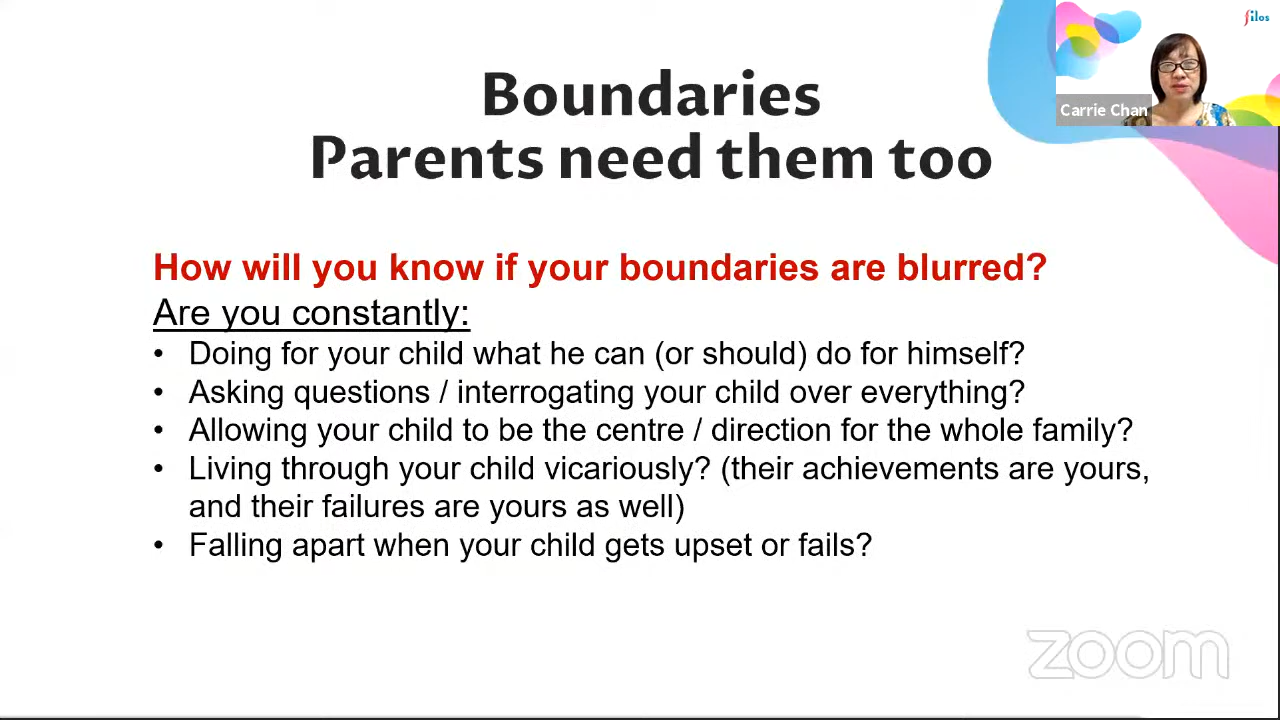 Filos
Carrie Chan
Boundaries
Parents need them too
How will you know if your boundaries are blurred?
Are you constantly:
• Doing for your child what he can (or should) do for himself?
• Asking questions / interrogating your child over everything?
• Allowing your child to be the centre / direction for the whole family?
• Living through your child vicariously? (their achievements are yours,
and their failures are yours as well)
• Falling apart when your child gets upset or fails?
zoom